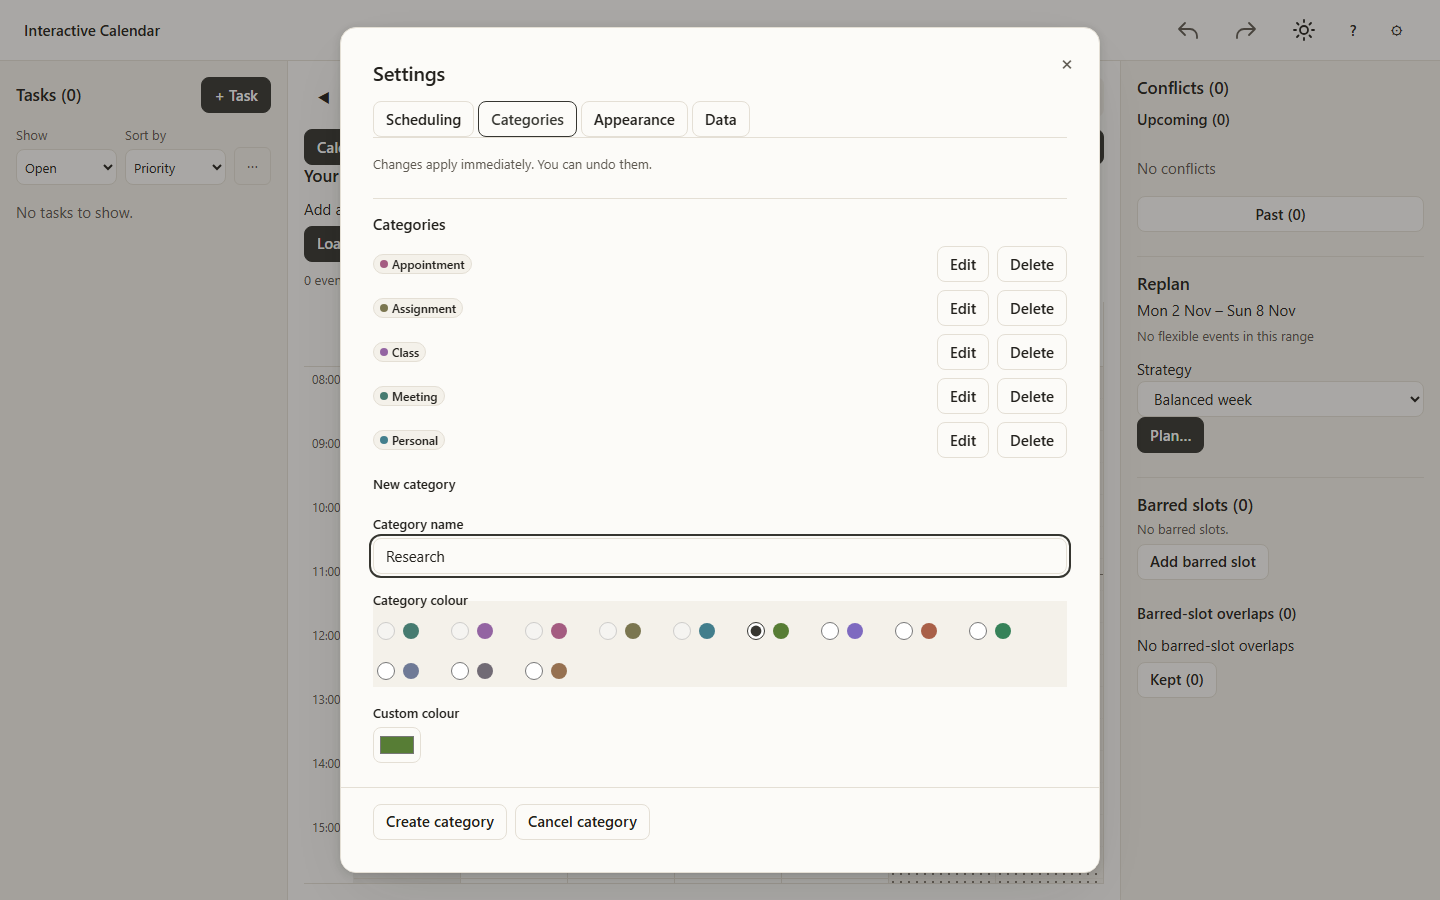 Interactive Calendar
?
Tasks (0)
+ Task
Show
Sort by
Open
Priority
...
No tasks to show.
Your
Add a
0 even
08:00
09:00
10:00
11:00
12:00
13:00
14:00
15:00
Settings
×
Scheduling
Categories
Appearance
Data
Changes apply immediately. You can undo them.
Categories
Appointment
Edit
Delete
Assignment
Edit
Delete
Class
Edit
Delete
Meeting
Edit
Delete
Personal
Edit
Delete
New category
Category name
Research
Category colour
Custom colour
Create category
Cancel category
Conflicts (0)
Upcoming (0)
No conflicts
Past (0)
Replan
Mon 2 Nov – Sun 8 Nov
No flexible events in this range
Strategy
Balanced week
Plan...
Barred slots (0)
No barred slots.
Add barred slot
Barred-slot overlaps (0)
No barred-slot overlaps
Kept (0)